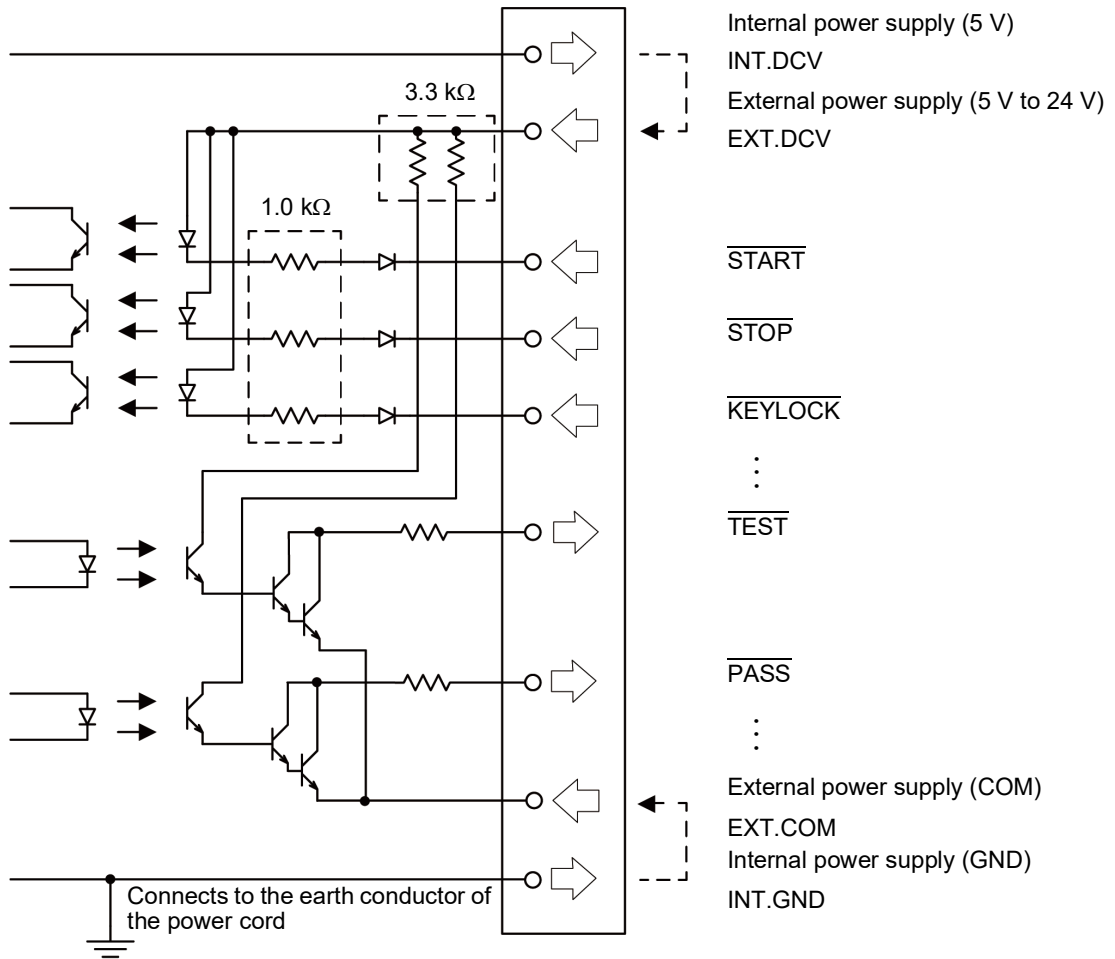 Internal power supply (5 V)
INT.DCV
3.3 kΩ
External power supply (5 V to 24 V)
EXT.DCV
1.0 kΩ
START
STOP
KEYLOCK
⋮
TEST
PASS
⋮
External power supply (COM)
EXT.COM
Internal power supply (GND)
INT.GND
Connects to the earth conductor of
the power cord